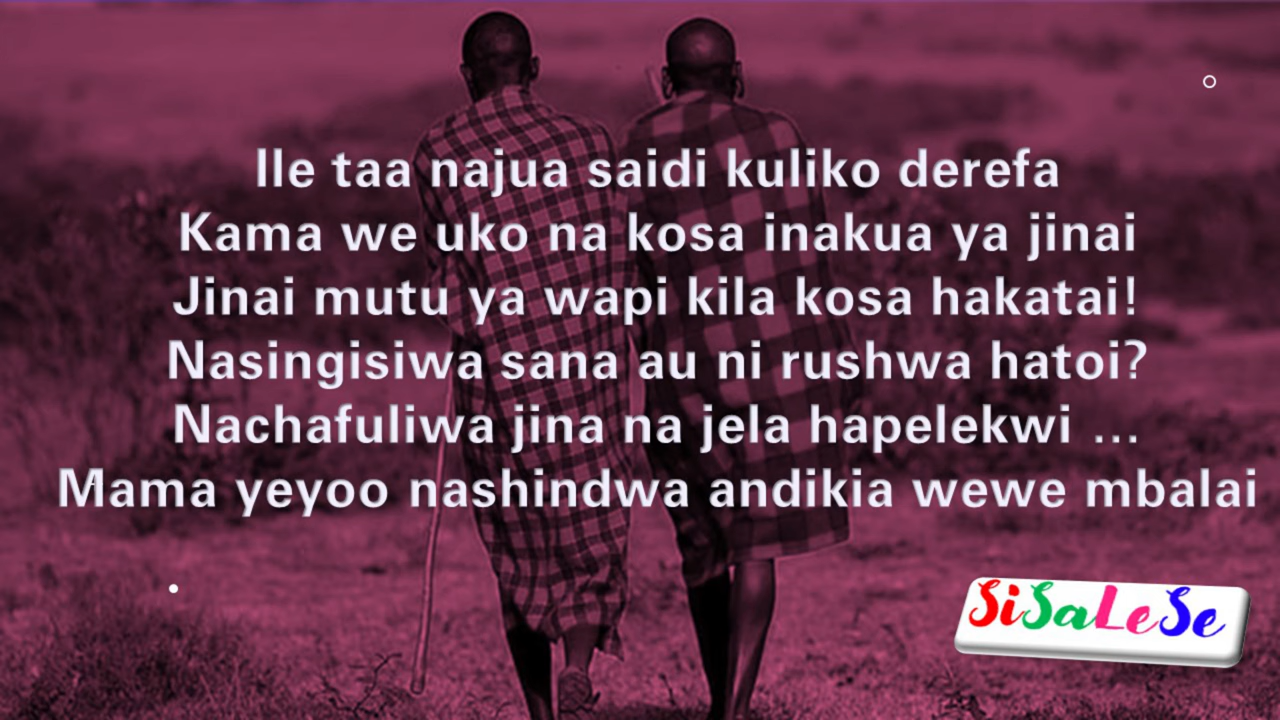 Ile taa najua saidi kuliko derefa
Kama we uko na kosa inakua ya jinai
Jinai mutu ya wapi kila kosa hakatai!
Nasingisiwa sana au ni rushwa hatoi?
Nachafuliwa jina na jela hapelekwi ...
Mama yeyoo nashindwa andikia wewe mbalai
SiSaLeSe